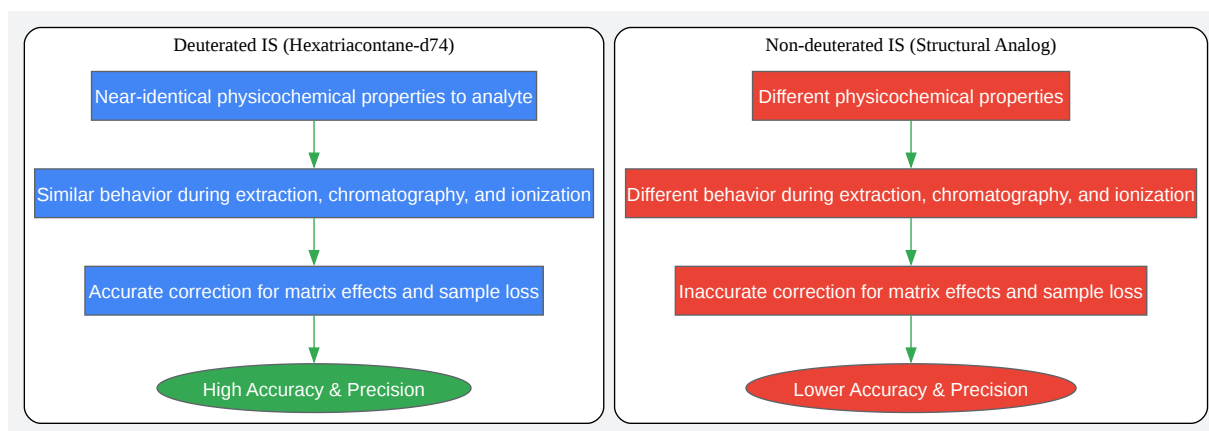 Deuterated IS (Hexatriacontane-d74)
Near-identical physicochemical properties to analyte
Similar behavior during extraction, chromatography, and ionization
Accurate correction for matrix effects and sample loss
High Accuracy & Precision
Non-deuterated IS (Structural Analog)
Different physicochemical properties
Different behavior during extraction, chromatography, and ionization
Inaccurate correction for matrix effects and sample loss
Lower Accuracy & Precision